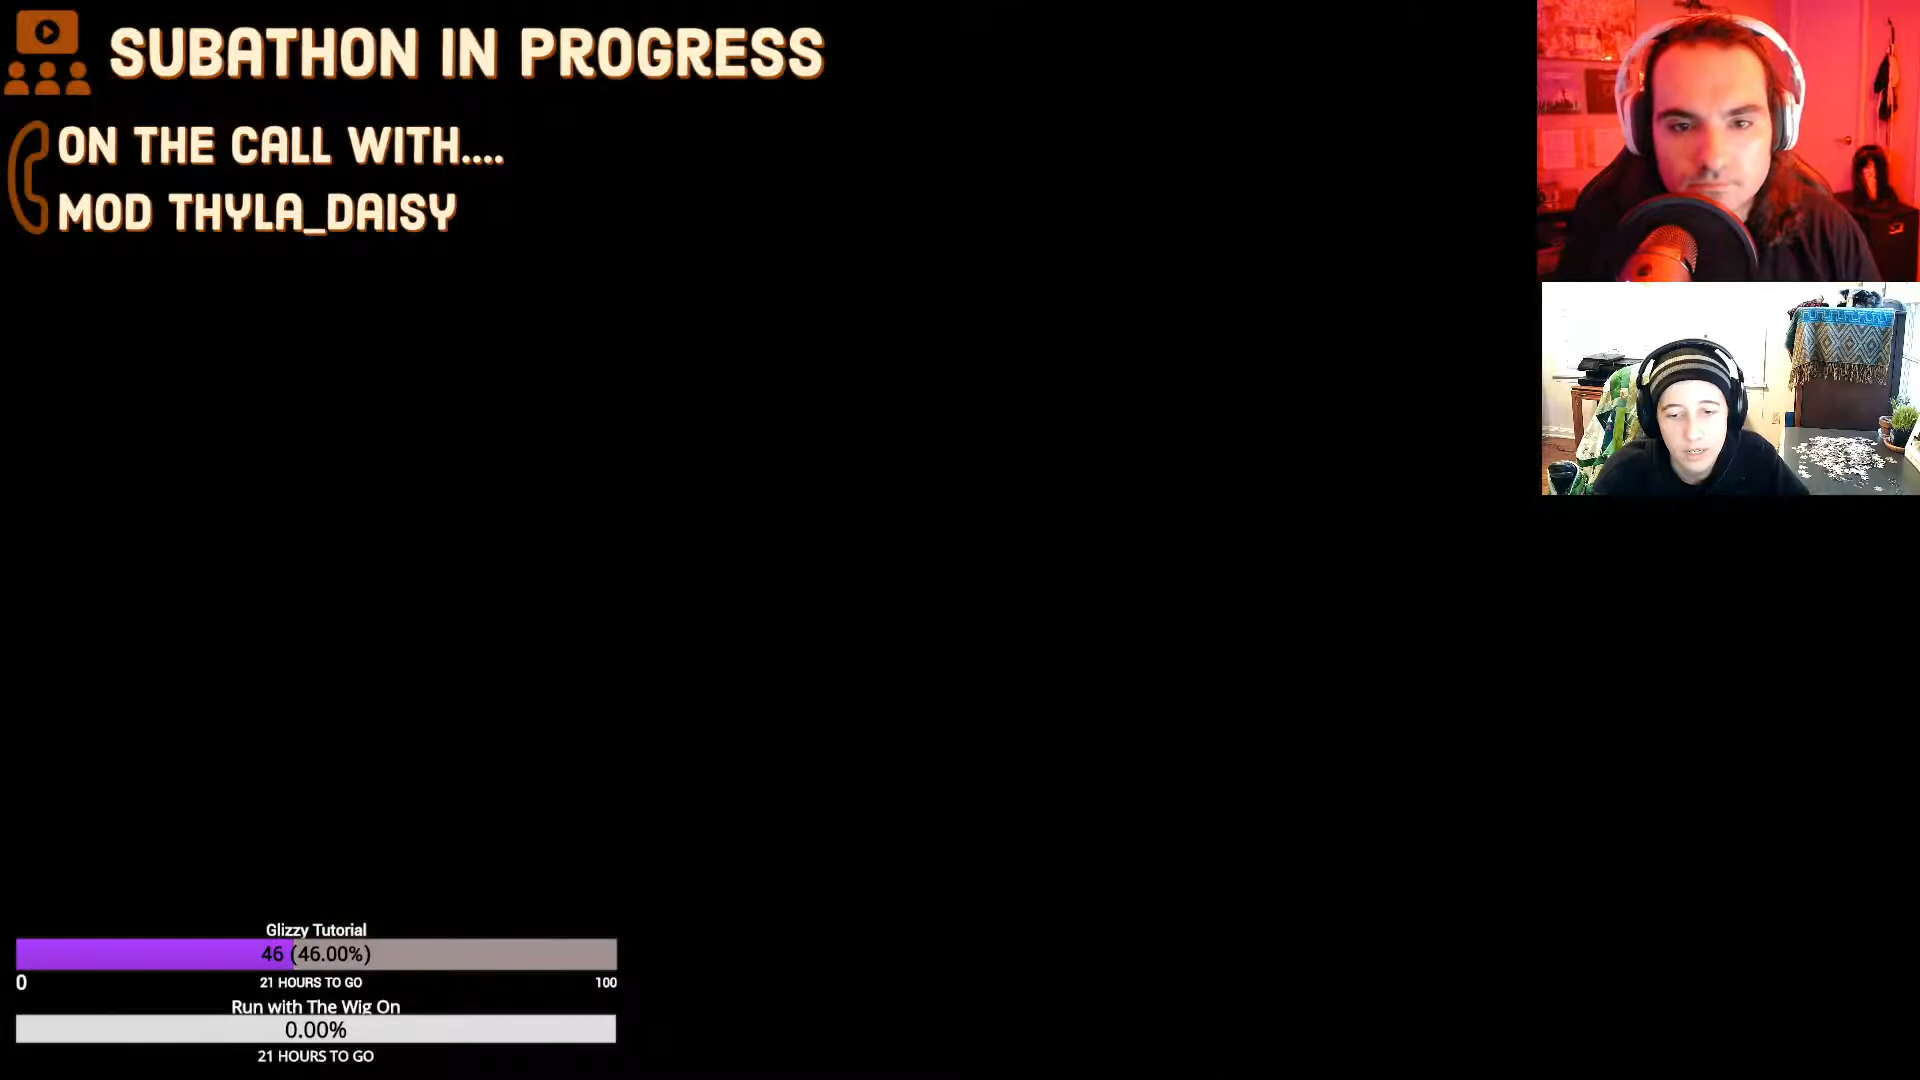 SUBATHON IN PROGRESS
ON THE CALL WITH....
MOD THYLA_DAISY
Glizzy Tutorial
46 (46.00%)
0 21 HOURS TO GO 100
Run with The Wig On
0.00%
21 HOURS TO GO